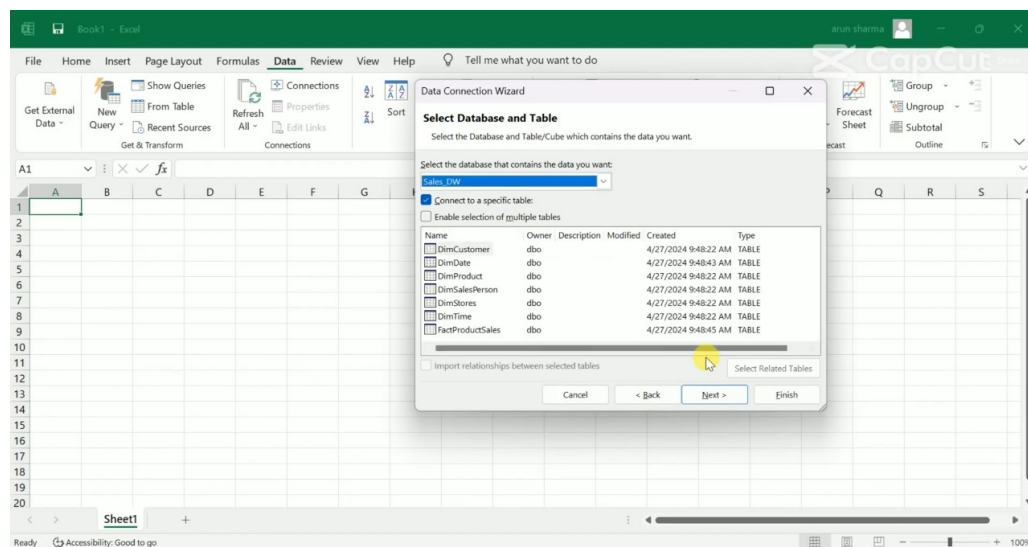 Book1 - Excel
arun sharma
File Home Insert Page Layout Formulas Data Review View Help Tell me what you want to do
CapCut
Get External Data
New Query
Show Queries
From Table
Recent Sources
Get & Transform
Refresh All
Connections
Properties
Edit Links
Connections
Sort
Forecast Sheet
ecast
Group
Ungroup
Subtotal
Outline
A1
fx
A B C D E F G Q R S
1
2
3
4
5
6
7
8
9
10
11
12
13
14
15
16
17
18
19
20
Data Connection Wizard
Select Database and Table
Select the Database and Table/Cube which contains the data you want.
Select the database that contains the data you want:
Sales_DW
Connect to a specific table:
Enable selection of multiple tables
Name Owner Description Modified Created Type
DimCustomer dbo 4/27/2024 9:48:22 AM TABLE
DimDate dbo 4/27/2024 9:48:43 AM TABLE
DimProduct dbo 4/27/2024 9:48:22 AM TABLE
DimSalesPerson dbo 4/27/2024 9:48:22 AM TABLE
DimStores dbo 4/27/2024 9:48:22 AM TABLE
DimTime dbo 4/27/2024 9:48:22 AM TABLE
FactProductSales dbo 4/27/2024 9:48:45 AM TABLE
Import relationships between selected tables
Select Related Tables
Cancel < Back Next > Finish
Sheet1
Ready Accessibility: Good to go
100%